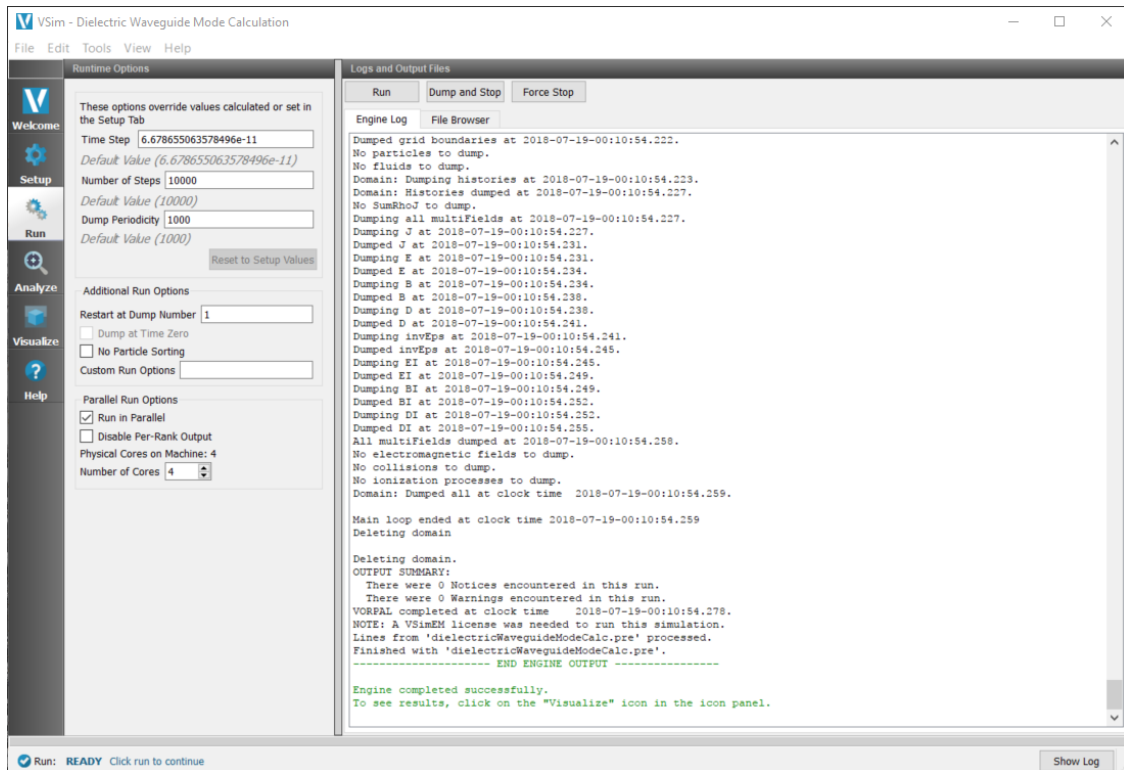 VSim - Dielectric Waveguide Mode Calculation
File Edit Tools View Help
Welcome
Setup
Run
Analyze
Visualize
Help
Runtime Options
These options override values calculated or set in
the Setup Tab
Time Step 6.678655063578496e-11
Default Value (6.678655063578496e-11)
Number of Steps 10000
Default Value (10000)
Dump Periodicity 1000
Default Value (1000)
Reset to Setup Values
Additional Run Options
Restart at Dump Number 1
Dump at Time Zero
No Particle Sorting
Custom Run Options
Parallel Run Options
Run in Parallel
Disable Per-Rank Output
Physical Cores on Machine: 4
Number of Cores 4
Logs and Output Files
Run Dump and Stop Force Stop
Engine Log File Browser
Dumped grid boundaries at 2018-07-19-00:10:54.222.
No particles to dump.
No fluids to dump.
Domain: Dumping histories at 2018-07-19-00:10:54.223.
Domain: Histories dumped at 2018-07-19-00:10:54.227.
No SumRhoJ to dump.
Dumping all multiFields at 2018-07-19-00:10:54.227.
Dumping J at 2018-07-19-00:10:54.227.
Dumped J at 2018-07-19-00:10:54.231.
Dumping E at 2018-07-19-00:10:54.231.
Dumped E at 2018-07-19-00:10:54.234.
Dumping B at 2018-07-19-00:10:54.234.
Dumped B at 2018-07-19-00:10:54.238.
Dumping D at 2018-07-19-00:10:54.238.
Dumped D at 2018-07-19-00:10:54.241.
Dumping invEps at 2018-07-19-00:10:54.241.
Dumped invEps at 2018-07-19-00:10:54.245.
Dumping EI at 2018-07-19-00:10:54.245.
Dumped EI at 2018-07-19-00:10:54.249.
Dumping BI at 2018-07-19-00:10:54.249.
Dumped BI at 2018-07-19-00:10:54.252.
Dumping DI at 2018-07-19-00:10:54.252.
Dumped DI at 2018-07-19-00:10:54.255.
All multiFields dumped at 2018-07-19-00:10:54.258.
No electromagnetic fields to dump.
No collisions to dump.
No ionization processes to dump.
Domain: Dumped all at clock time  2018-07-19-00:10:54.259.
Main loop ended at clock time 2018-07-19-00:10:54.259
Deleting domain
Deleting domain.
OUTPUT SUMMARY:
There were 0 Notices encountered in this run.
There were 0 Warnings encountered in this run.
VORPAL completed at clock time    2018-07-19-00:10:54.278.
NOTE: A VSimEM license was needed to run this simulation.
Lines from 'dielectricWaveguideModeCalc.pre' processed.
Finished with 'dielectricWaveguideModeCalc.pre'.
--------------------- END ENGINE OUTPUT ----------------
Engine completed successfully.
To see results, click on the "Visualize" icon in the icon panel.
Run: READY Click run to continue
Show Log